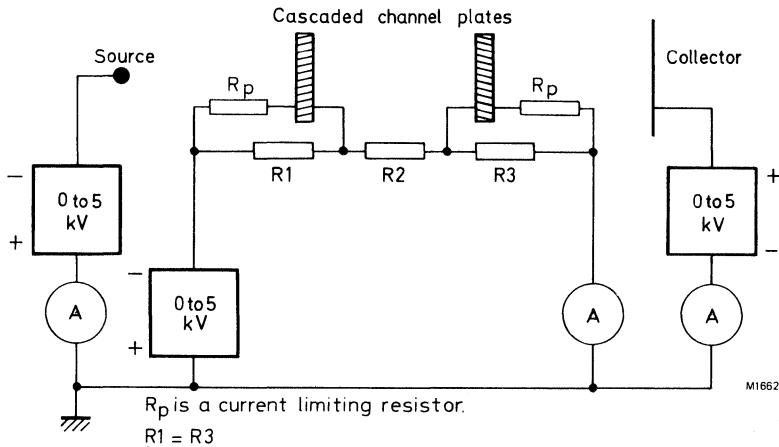 Cascaded channel plates
Source
Collector
Rp
Rp
R1
R2
R3
−
0 to 5
kV
+
A
−
0 to 5
kV
+
A
+
0 to 5
kV
−
A
M1662
Rp is a current limiting resistor.
R1 = R3